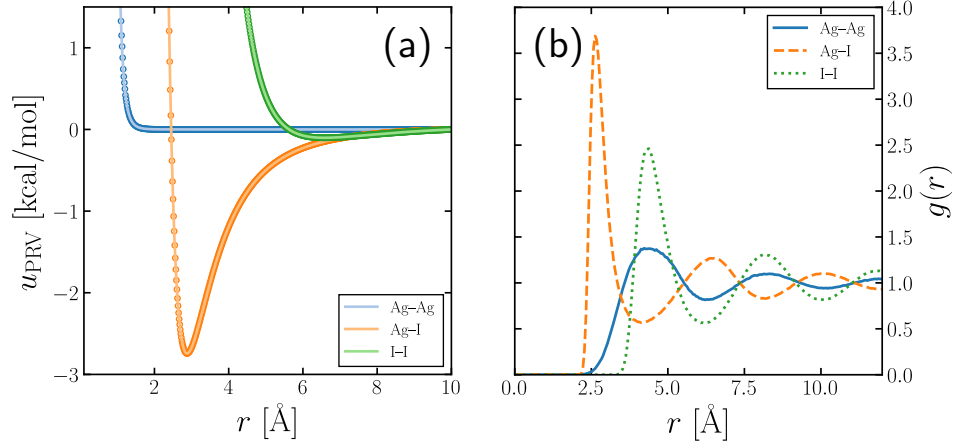 (a)
u_PRV [kcal/mol]
1
0
−1
−2
−3
2
4
6
8
10
r [Å]
Ag–Ag
Ag–I
I–I
(b)
Ag–Ag
Ag–I
I–I
4.0
3.5
3.0
2.5
2.0
1.5
1.0
0.5
0.0
g(r)
0.0
2.5
5.0
7.5
10.0
r [Å]